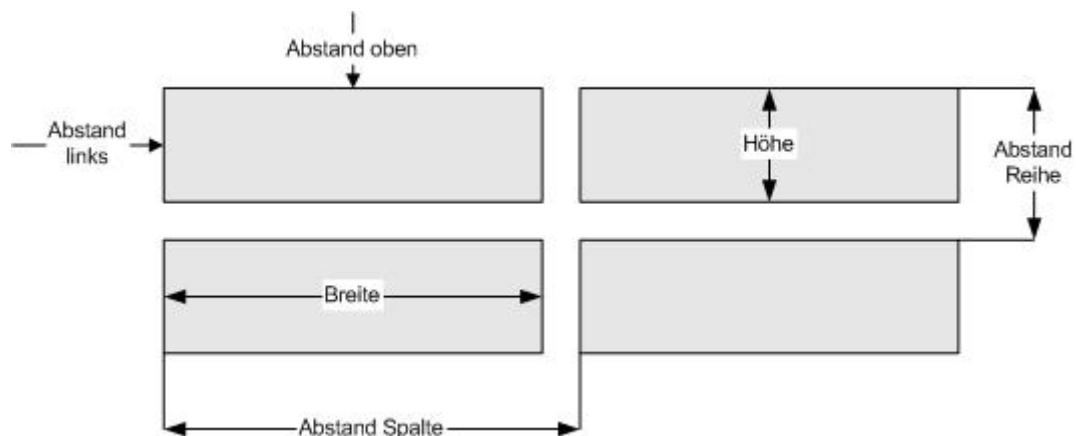 Abstand oben
Abstand
links
Höhe
Abstand
Reihe
Breite
Abstand Spalte